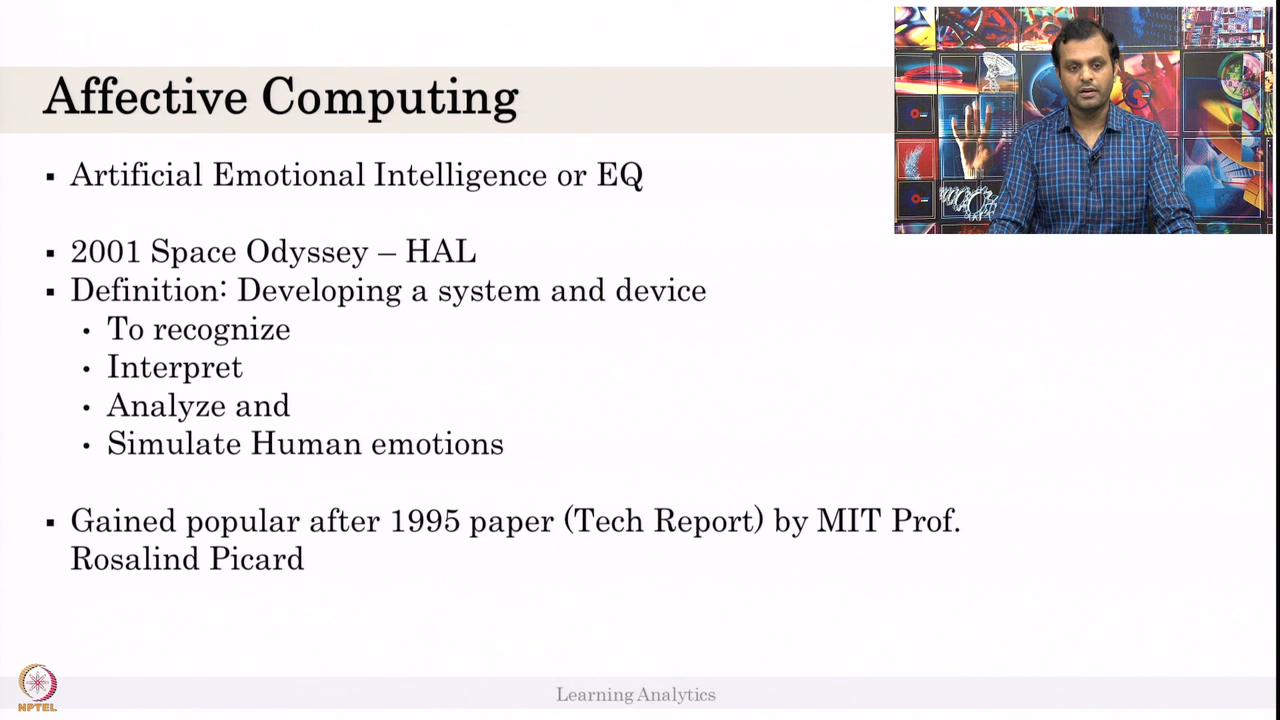 Affective Computing
▪ Artificial Emotional Intelligence or EQ
▪ 2001 Space Odyssey – HAL
▪ Definition: Developing a system and device
• To recognize
• Interpret
• Analyze and
• Simulate Human emotions
▪ Gained popular after 1995 paper (Tech Report) by MIT Prof.
Rosalind Picard
NPTEL
Learning Analytics